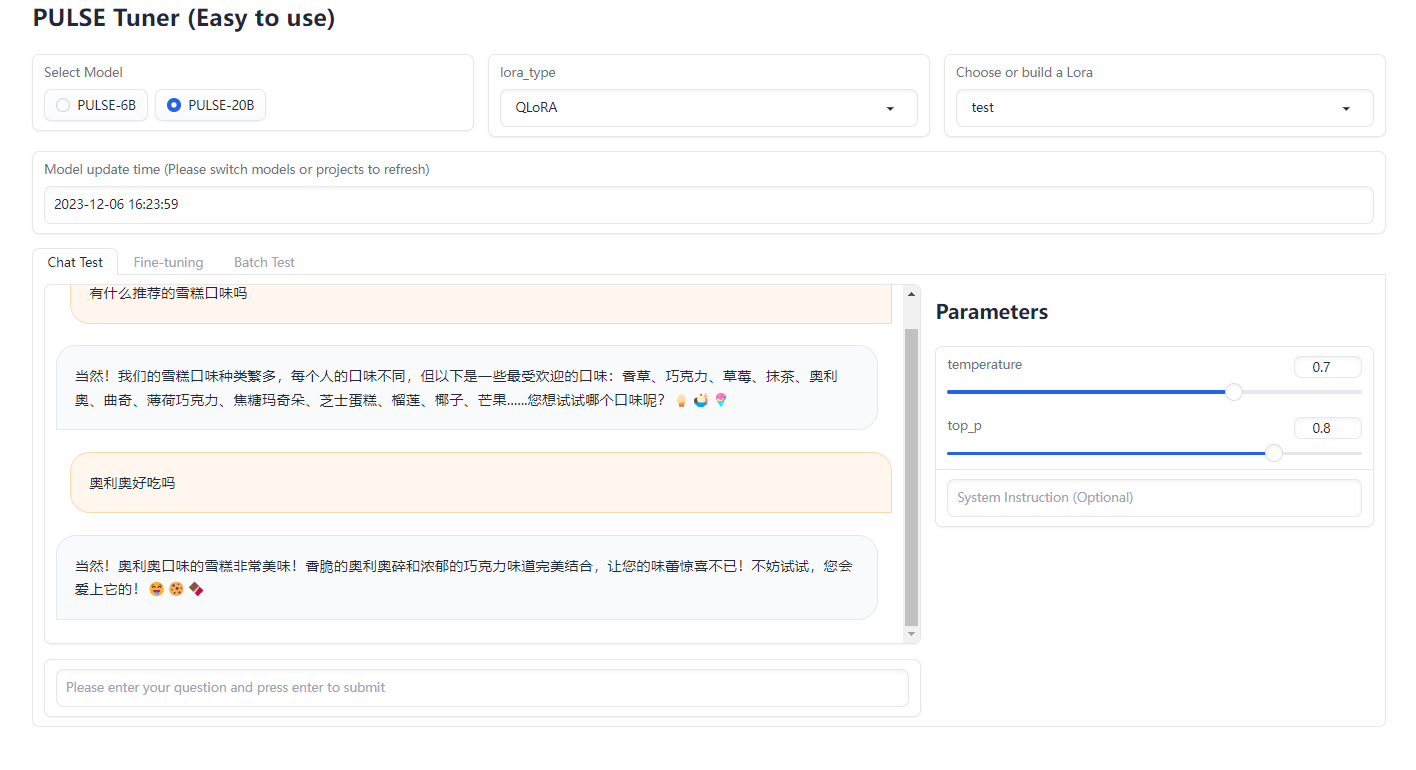 PULSE Tuner (Easy to use)
Select Model
PULSE-6B
PULSE-20B
lora_type
QLoRA
Choose or build a Lora
test
Model update time (Please switch models or projects to refresh)
2023-12-06 16:23:59
Chat Test
Fine-tuning
Batch Test
有什么推荐的雪糕口味吗
当然！我们的雪糕口味种类繁多，每个人的口味不同，但以下是一些最受欢迎的口味：香草、巧克力、草莓、抹茶、奥利
奥、曲奇、薄荷巧克力、焦糖玛奇朵、芝士蛋糕、榴莲、椰子、芒果......您想试试哪个口味呢？🍦🍧🍨
奥利奥好吃吗
当然！奥利奥口味的雪糕非常美味！香脆的奥利奥碎和浓郁的巧克力味道完美结合，让您的味蕾惊喜不已！不妨试试，您会
爱上它的！😄🍪🍫
Please enter your question and press enter to submit
Parameters
temperature
0.7
top_p
0.8
System Instruction (Optional)